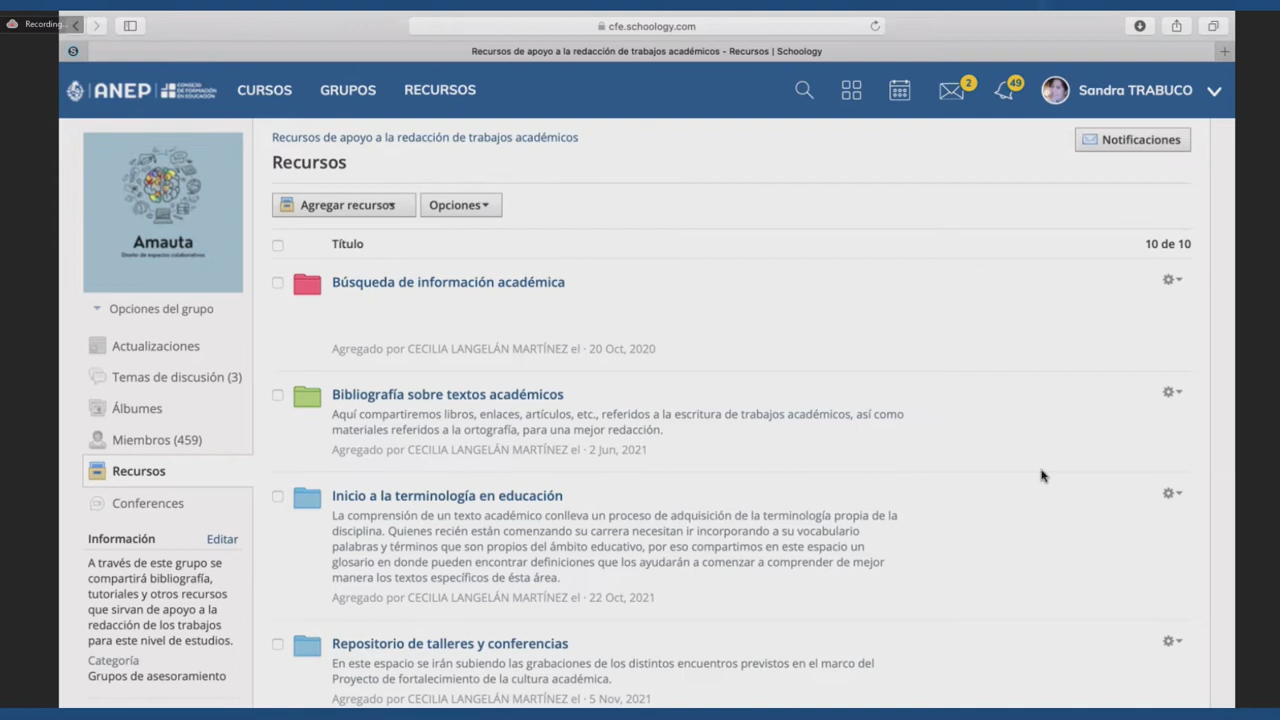 Recording...
cfe.schoology.com
S
Recursos de apoyo a la redacción de trabajos académicos - Recursos | Schoology
ANEP
CONSEJO DE FORMACIÓN EN EDUCACIÓN
CURSOS
GRUPOS
RECURSOS
2
49
Sandra TRABUCO
Amauta
Diseño de espacios colaborativos
Opciones del grupo
Actualizaciones
Temas de discusión (3)
Álbumes
Miembros (459)
Recursos
Conferences
Información
Editar
A través de este grupo se
compartirá bibliografía,
tutoriales y otros recursos
que sirvan de apoyo a la
redacción de los trabajos
para este nivel de estudios.
Categoría
Grupos de asesoramiento
Recursos de apoyo a la redacción de trabajos académicos
Notificaciones
Recursos
Agregar recursos
Opciones
Título
10 de 10
Búsqueda de información académica
Agregado por CECILIA LANGELÁN MARTÍNEZ el · 20 Oct, 2020
Bibliografía sobre textos académicos
Aquí compartiremos libros, enlaces, artículos, etc., referidos a la escritura de trabajos académicos, así como
materiales referidos a la ortografía, para una mejor redacción.
Agregado por CECILIA LANGELÁN MARTÍNEZ el · 2 Jun, 2021
Inicio a la terminología en educación
La comprensión de un texto académico conlleva un proceso de adquisición de la terminología propia de la
disciplina. Quienes recién están comenzando su carrera necesitan ir incorporando a su vocabulario
palabras y términos que son propios del ámbito educativo, por eso compartimos en este espacio un
glosario en donde pueden encontrar definiciones que los ayudarán a comenzar a comprender de mejor
manera los textos específicos de ésta área.
Agregado por CECILIA LANGELÁN MARTÍNEZ el · 22 Oct, 2021
Repositorio de talleres y conferencias
En este espacio se irán subiendo las grabaciones de los distintos encuentros previstos en el marco del
Proyecto de fortalecimiento de la cultura académica.
Agregado por CECILIA LANGELÁN MARTÍNEZ el · 5 Nov, 2021